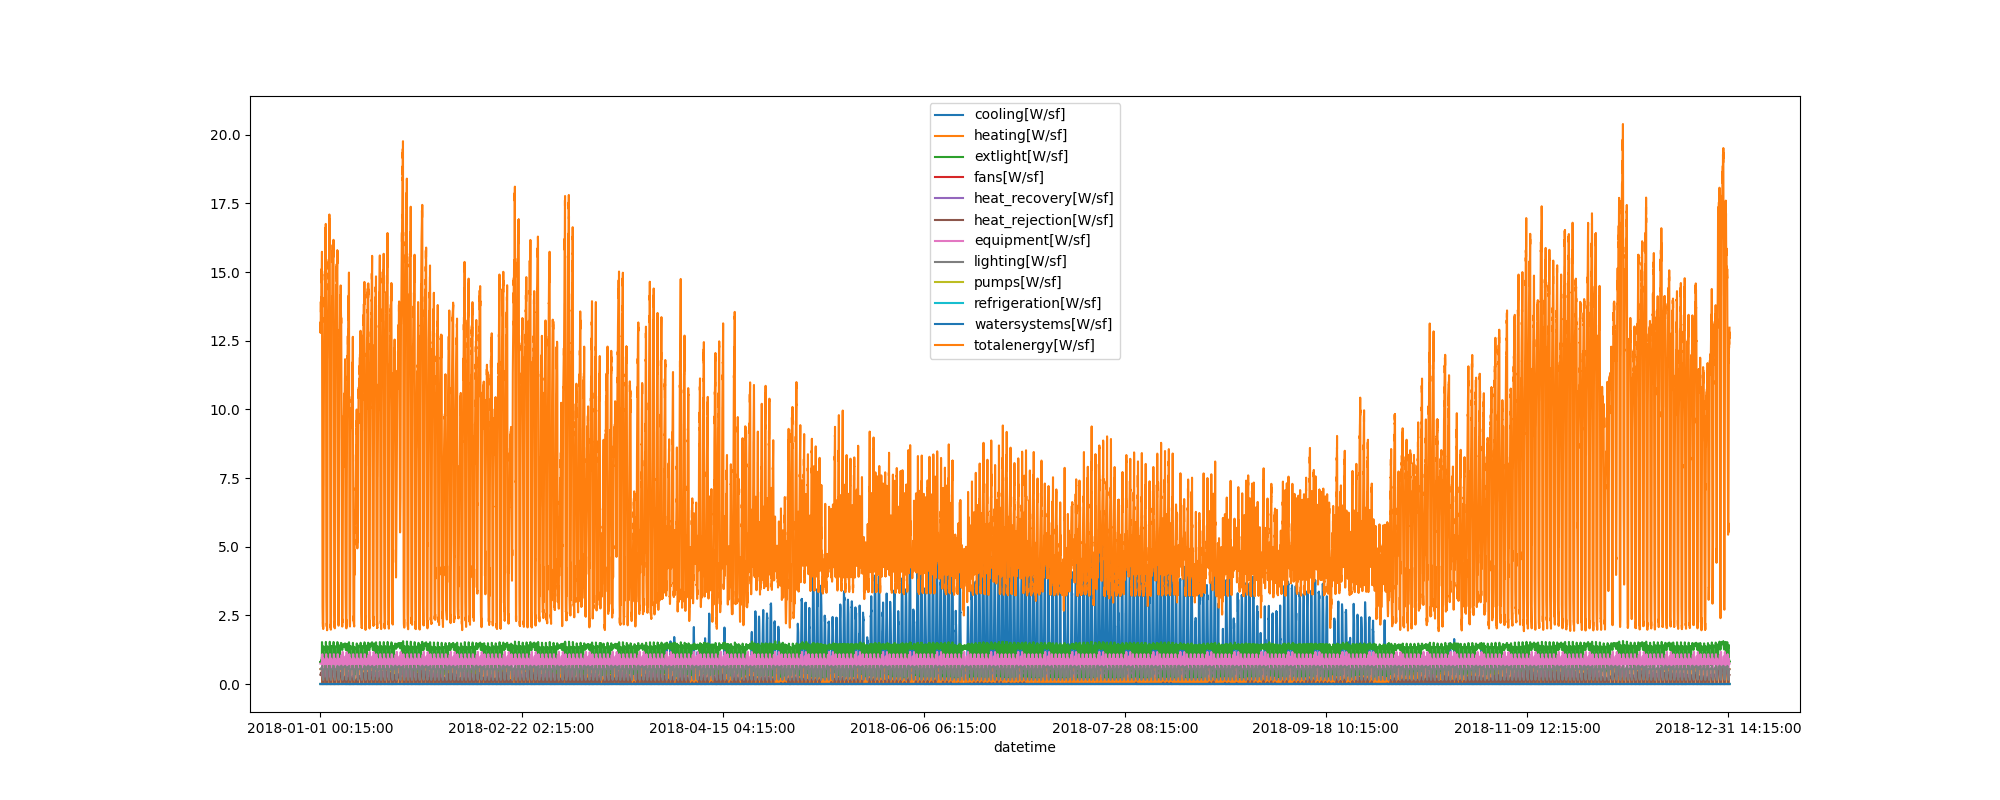 20.0
17.5
15.0
12.5
10.0
7.5
5.0
2.5
0.0
cooling[W/sf]
heating[W/sf]
extlight[W/sf]
fans[W/sf]
heat_recovery[W/sf]
heat_rejection[W/sf]
equipment[W/sf]
lighting[W/sf]
pumps[W/sf]
refrigeration[W/sf]
watersystems[W/sf]
totalenergy[W/sf]
2018-01-01 00:15:00 2018-02-22 02:15:00 2018-04-15 04:15:00 2018-06-06 06:15:00 2018-07-28 08:15:00 2018-09-18 10:15:00 2018-11-09 12:15:00 2018-12-31 14:15:00
datetime